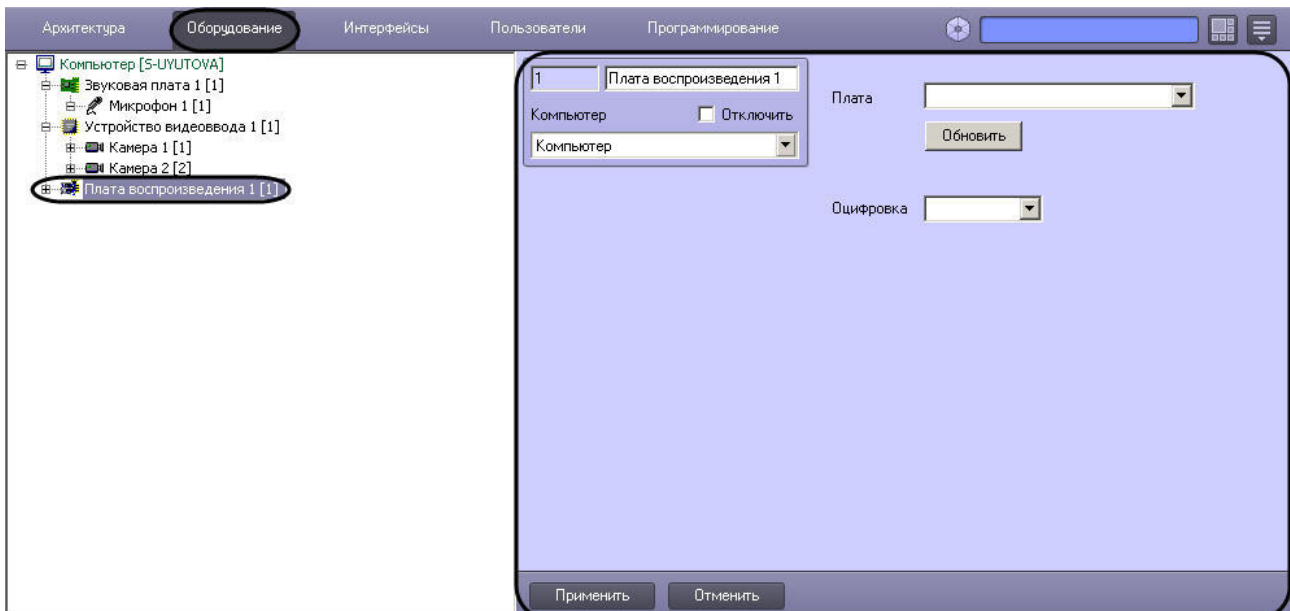 Архитектура Оборудование Интерфейсы Пользователи Программирование
Компьютер [S-UYUTOVA]
Звуковая плата 1 [1]
Микрофон 1 [1]
Устройство видеоввода 1 [1]
Камера 1 [1]
Камера 2 [2]
Плата воспроизведения 1 [1]
1 Плата воспроизведения 1
Компьютер Отключить
Компьютер
Плата
Обновить
Оцифровка
Применить Отменить